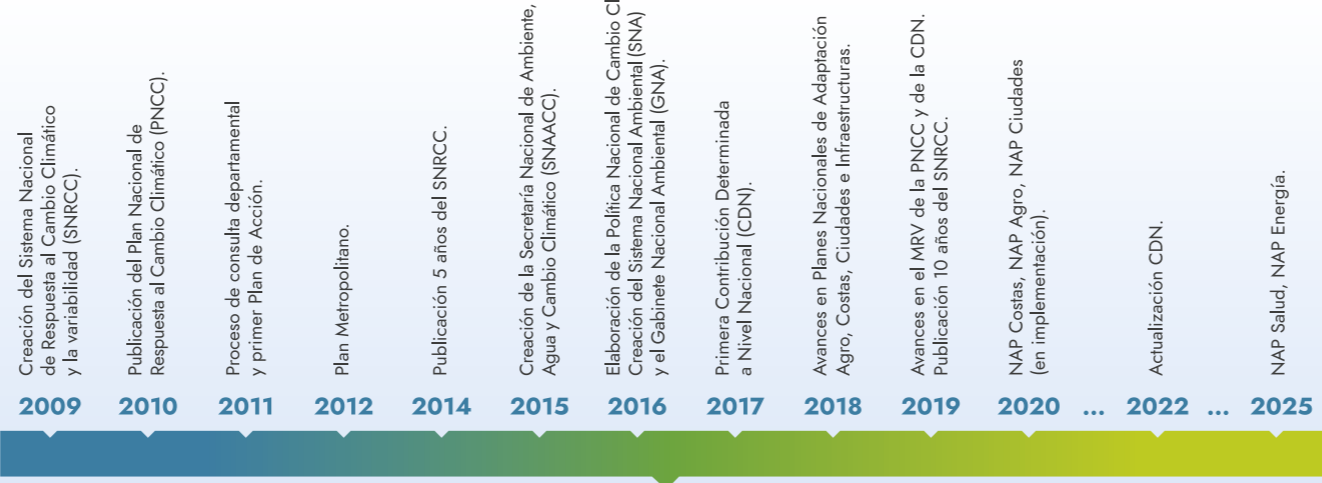 Creación del Sistema Nacional
de Respuesta al Cambio Climático
y la variabilidad (SNRCC).
Publicación del Plan Nacional de
Respuesta al Cambio Climático (PNCC).
Proceso de consulta departamental
y primer Plan de Acción.
Plan Metropolitano.
Publicación 5 años del SNRCC.
Creación de la Secretaría Nacional de Ambiente,
Agua y Cambio Climático (SNAACC).
Elaboración de la Política Nacional de Cambio
Creación del Sistema Nacional Ambiental (SNA)
y el Gabinete Nacional Ambiental (GNA).
Primera Contribución Determinada
a Nivel Nacional (CDN).
Avances en Planes Nacionales de Adaptación
Agro, Costas, Ciudades e Infraestructuras.
Avances en el MRV de la PNCC y de la CDN.
Publicación 10 años del SNRCC.
NAP Costas, NAP Agro, NAP Ciudades
(en implementación).
Actualización CDN.
NAP Salud, NAP Energía.
2009 2010 2011 2012 2014 2015 2016 2017 2018 2019 2020 ... 2022 ... 2025